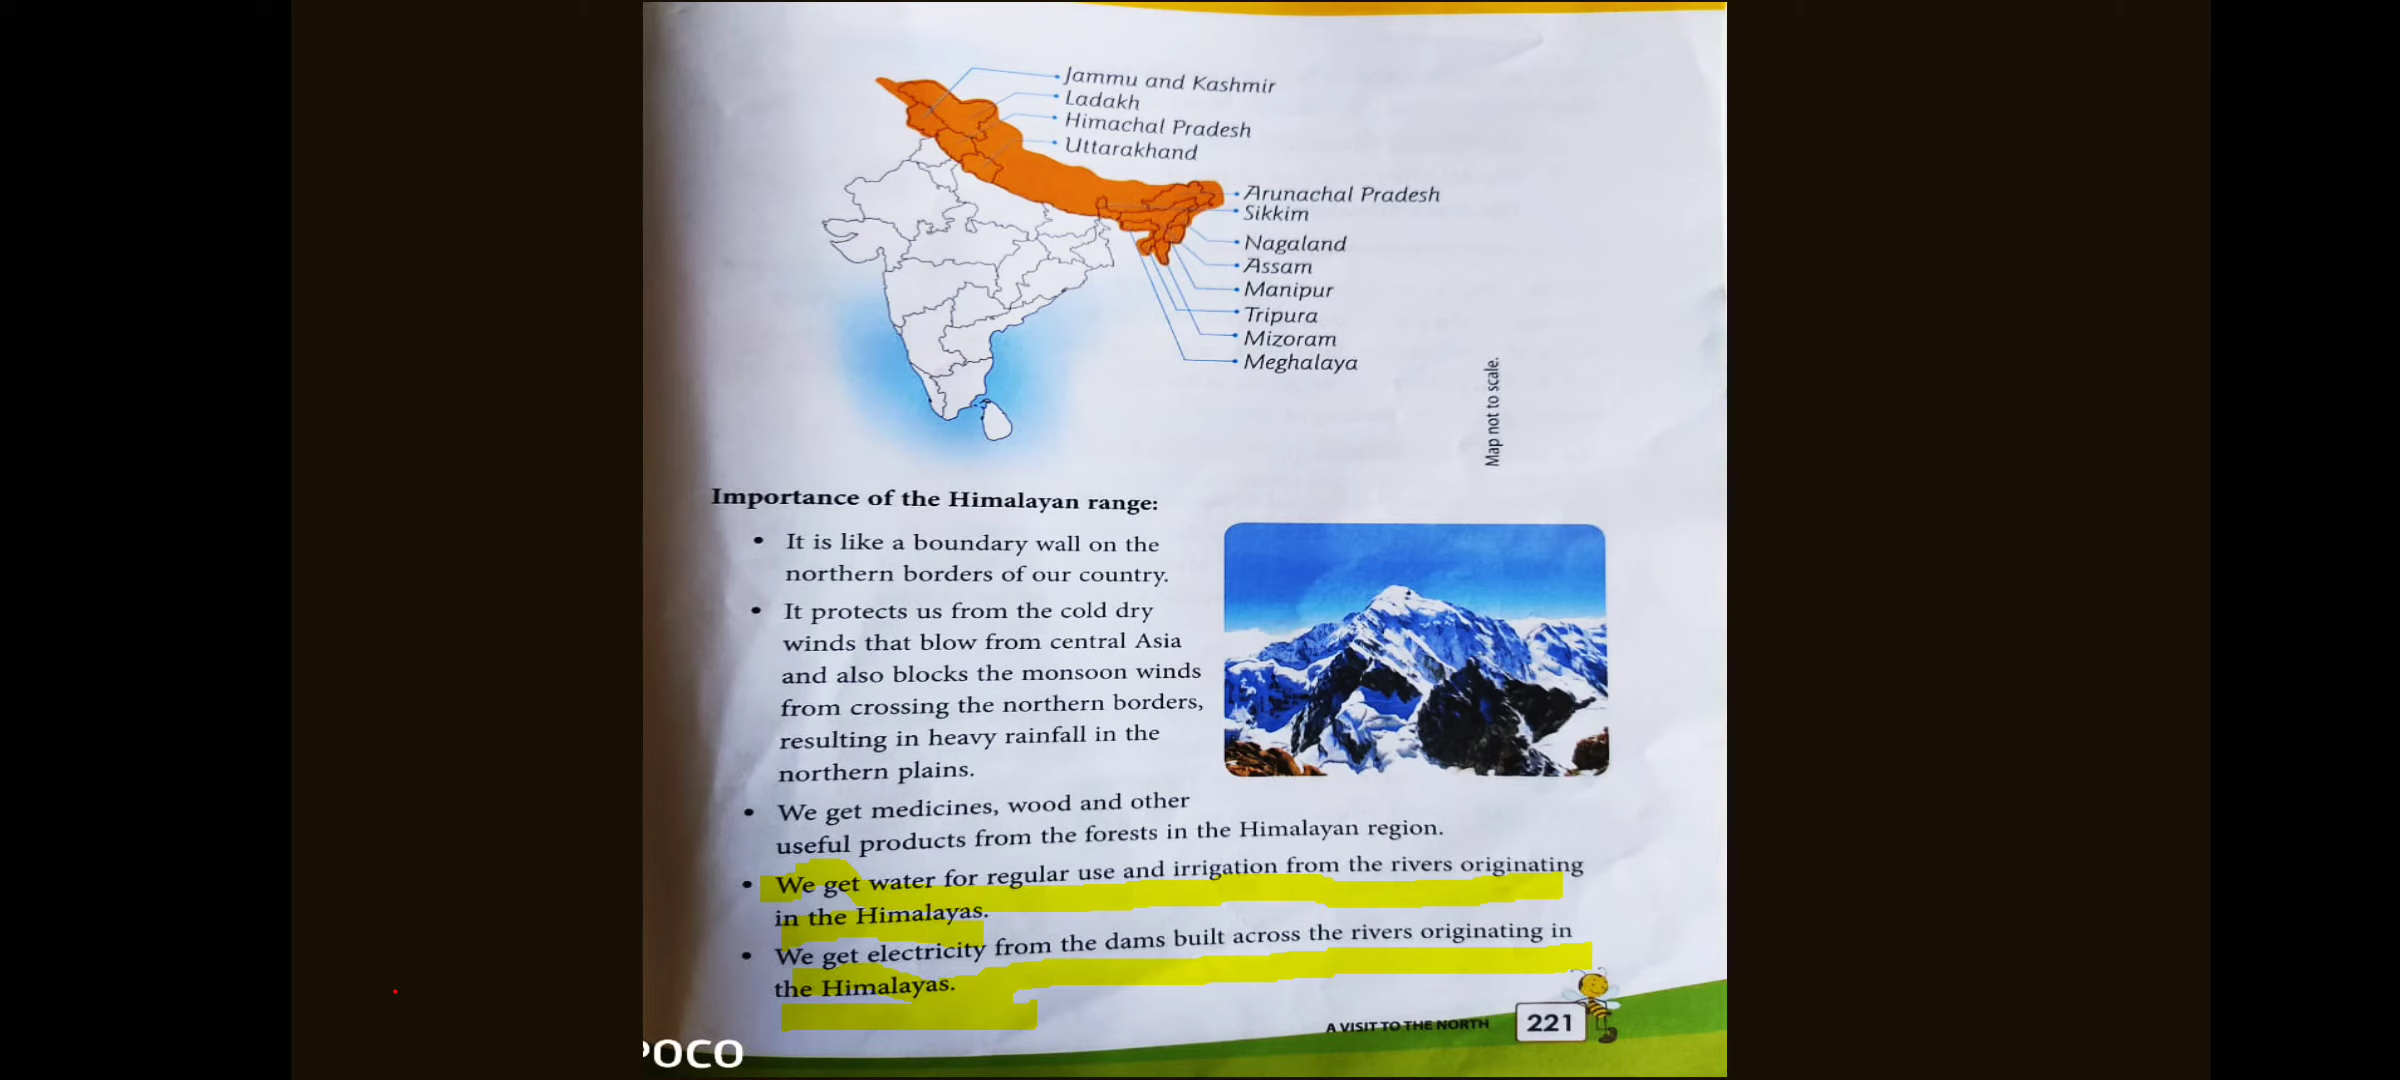 Jammu and Kashmir
Ladakh
Himachal Pradesh
Uttarakhand
Arunachal Pradesh
Sikkim
Nagaland
Assam
Manipur
Tripura
Mizoram
Meghalaya
Map not to scale.
Importance of the Himalayan range:
• It is like a boundary wall on the
northern borders of our country.
• It protects us from the cold dry
winds that blow from central Asia
and also blocks the monsoon winds
from crossing the northern borders,
resulting in heavy rainfall in the
northern plains.
• We get medicines, wood and other
useful products from the forests in the Himalayan region.
• We get water for regular use and irrigation from the rivers originating
in the Himalayas.
• We get electricity from the dams built across the rivers originating in
the Himalayas.
A VISIT TO THE NORTH 221
POCO